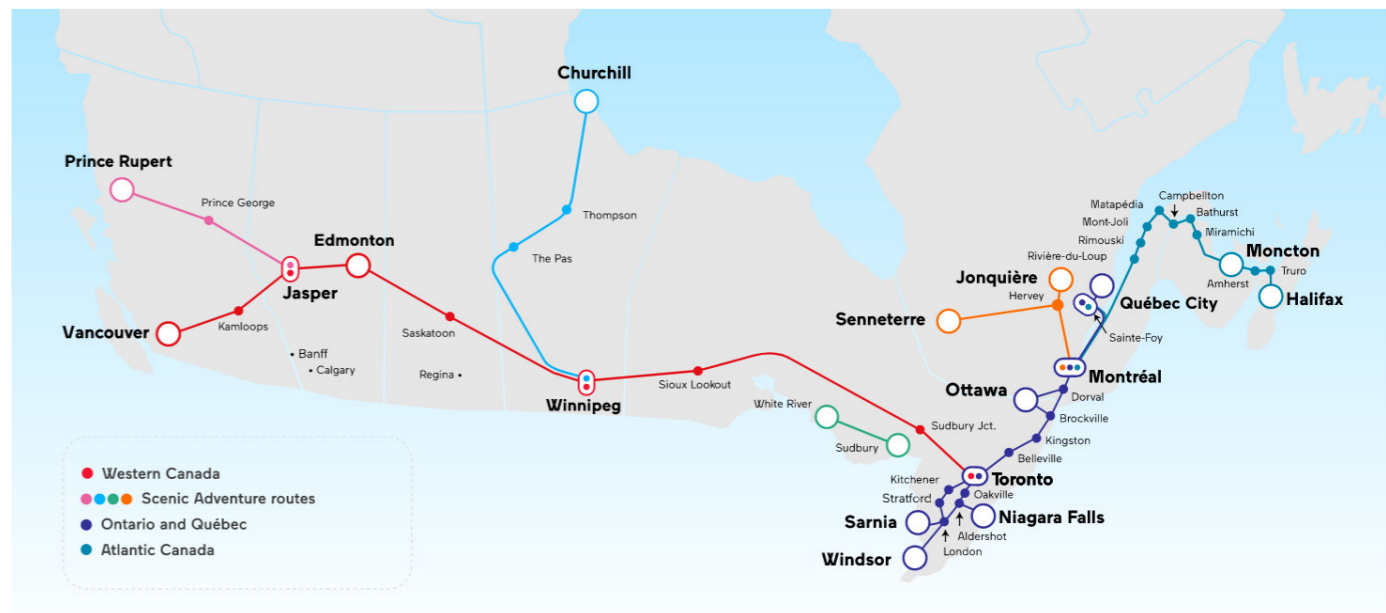 Churchill
Prince Rupert
Prince George
Thompson
Edmonton
The Pas
Jasper
Vancouver
Kamloops
Saskatoon
Banff
Calgary
Regina
Winnipeg
Sioux Lookout
White River
Sudbury
Sudbury Jct.
Campbellton
Matapédia
Bathurst
Mont-Joli
Miramichi
Rimouski
Moncton
Rivière-du-Loup
Jonquière
Amherst
Truro
Hervey
Québec City
Halifax
Senneterre
Sainte-Foy
Montréal
Ottawa
Dorval
Brockville
Kingston
Belleville
Toronto
Kitchener
Oakville
Stratford
Niagara Falls
Sarnia
Aldershot
London
Windsor
Western Canada
Scenic Adventure routes
Ontario and Québec
Atlantic Canada